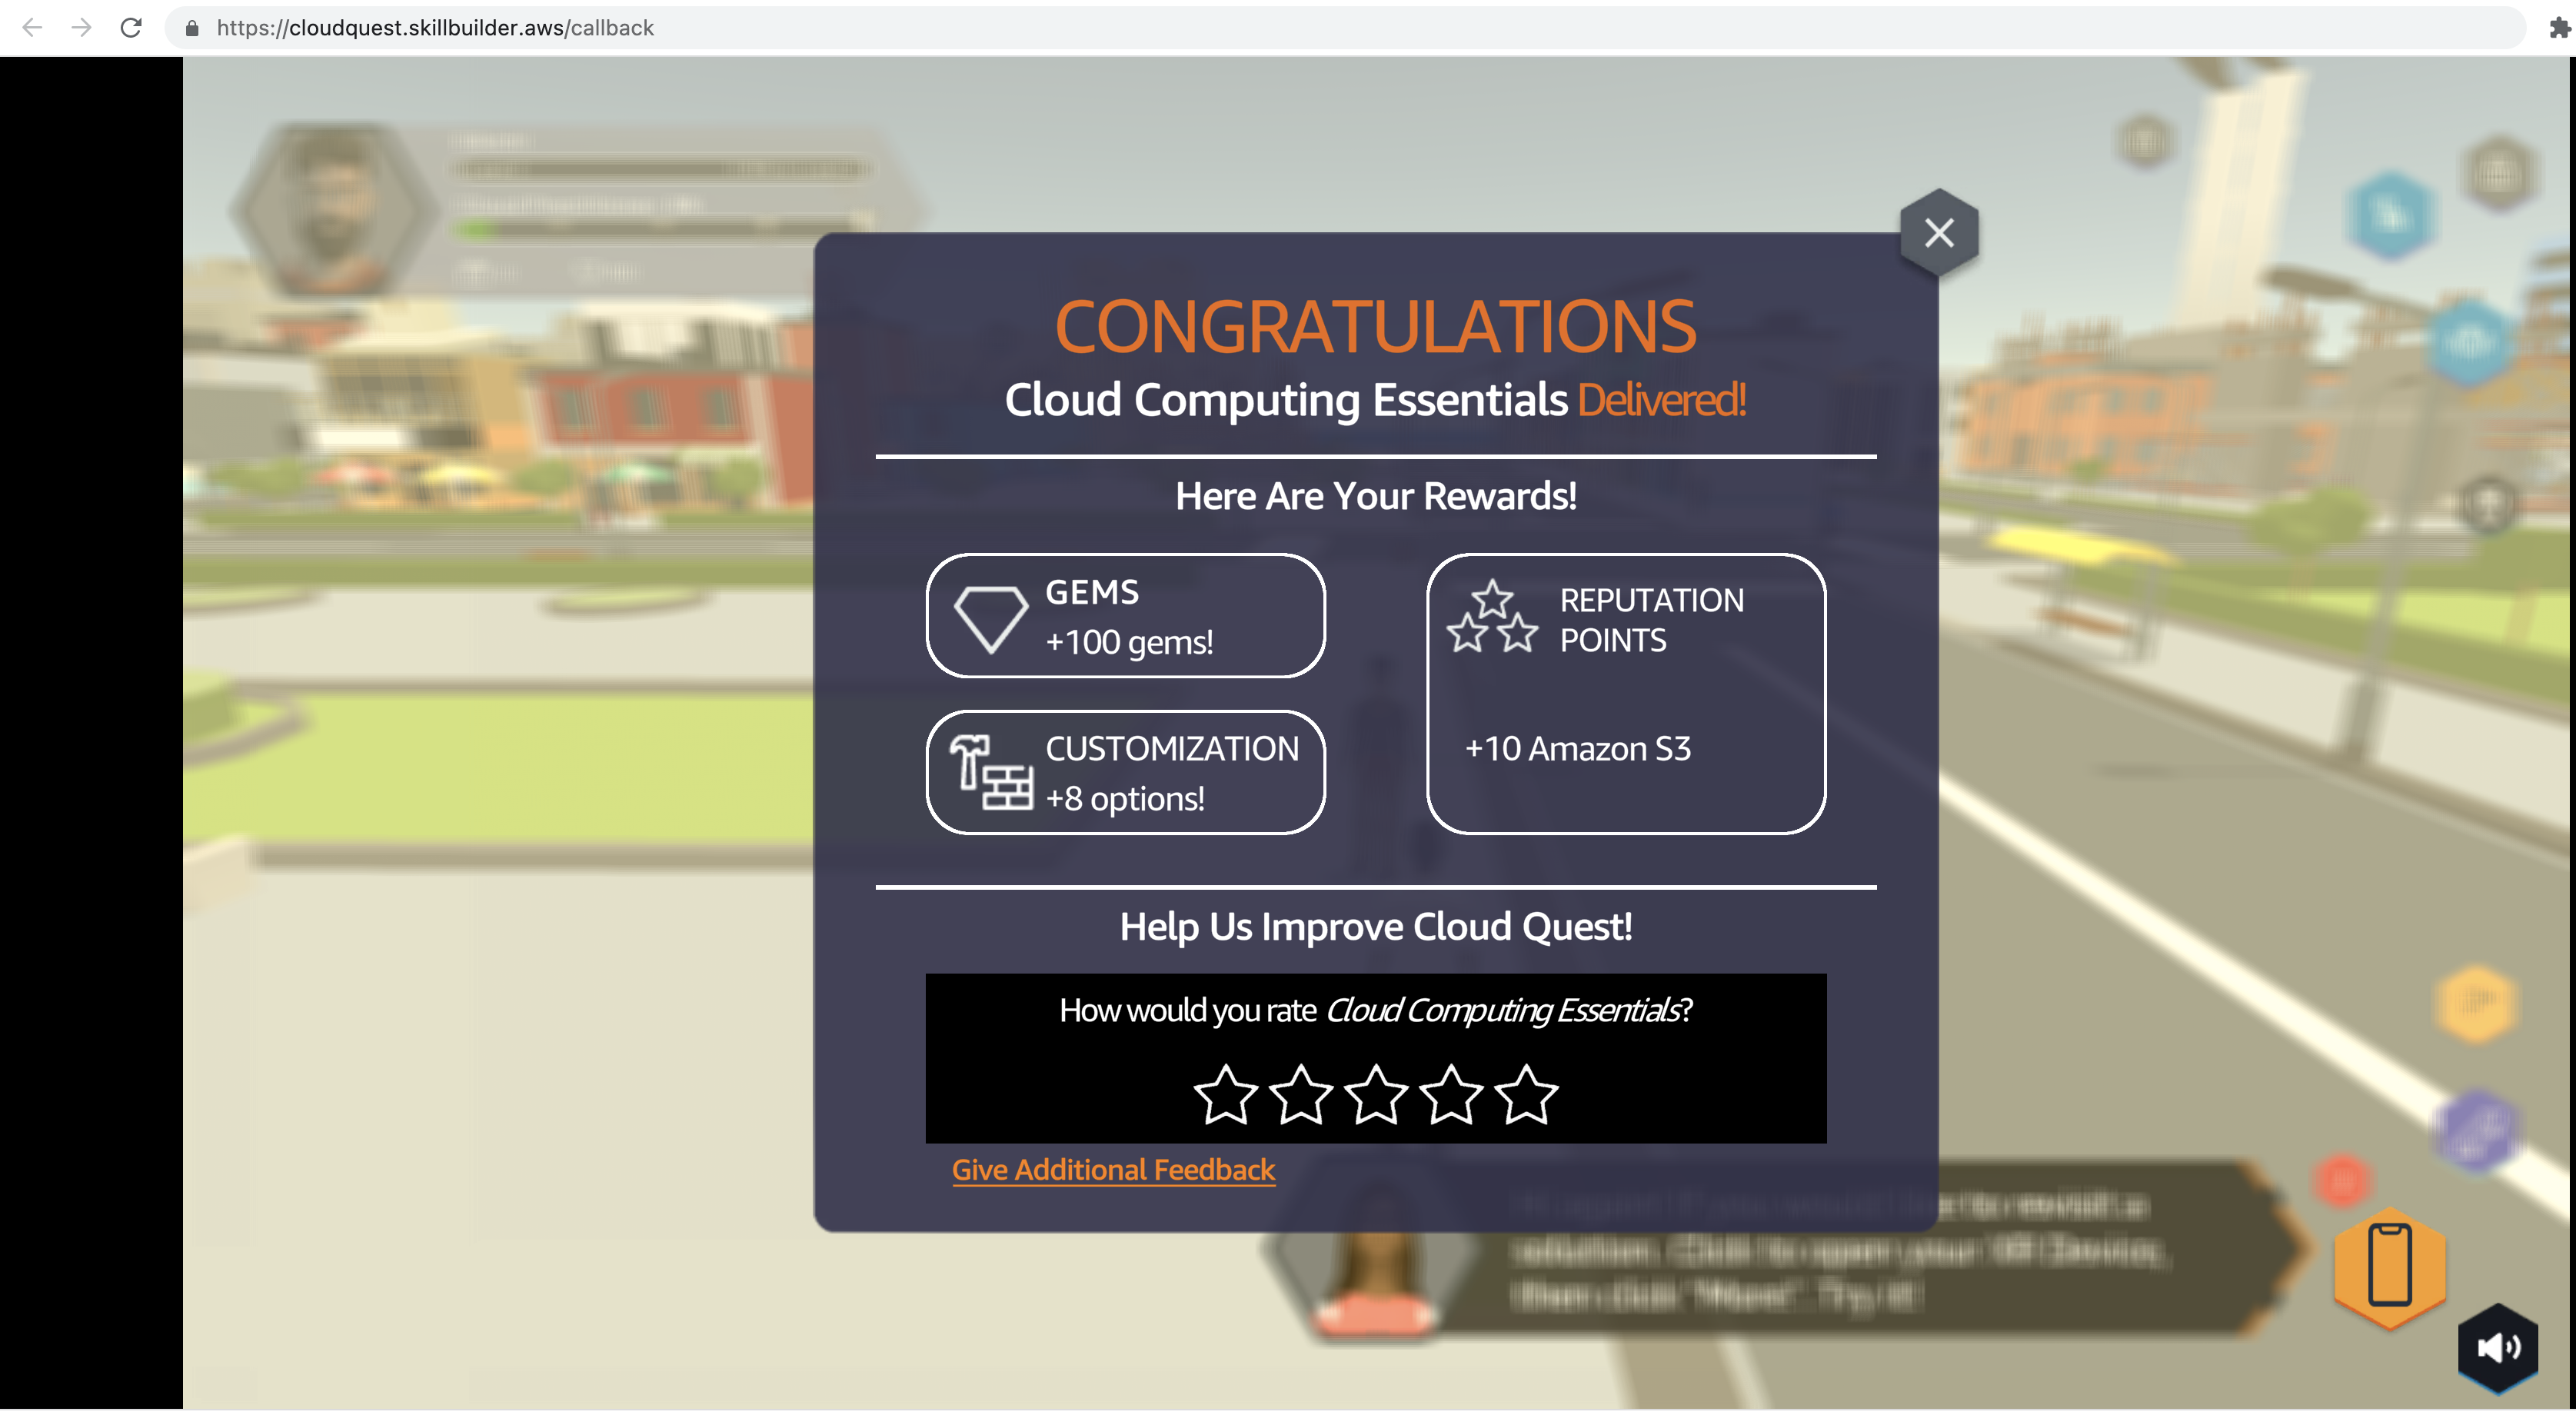 https://cloudquest.skillbuilder.aws/callback
CONGRATULATIONS
Cloud Computing Essentials Delivered!
Here Are Your Rewards!
GEMS
+100 gems!
CUSTOMIZATION
+8 options!
REPUTATION
POINTS
+10 Amazon S3
Help Us Improve Cloud Quest!
How would you rate Cloud Computing Essentials?
Give Additional Feedback